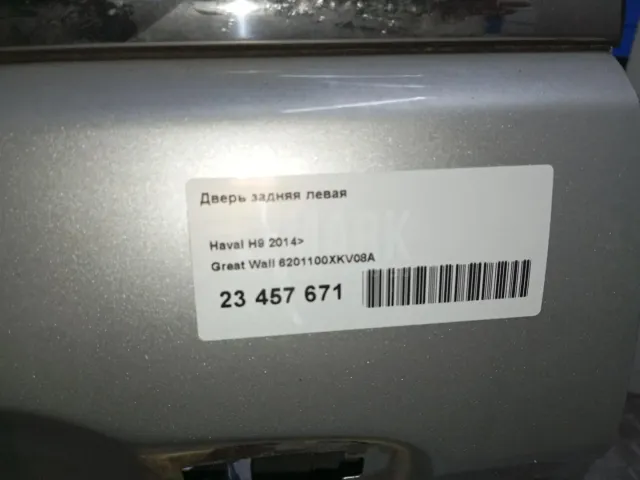 Дверь задняя левая
Haval H9 2014>
Great Wall 6201100XKV08A
23 457 671